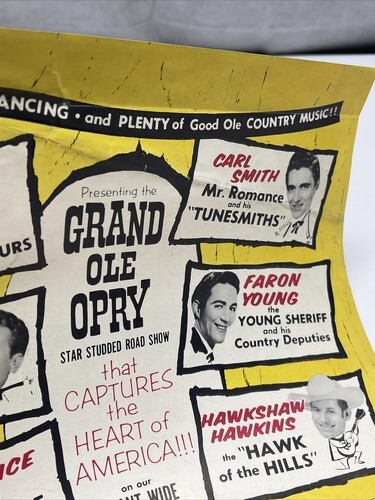 ANCING • and PLENTY of Good Ole COUNTRY MUSIC!!
CARL
SMITH
Mr. Romance
and his
"TUNESMITHS"
Presenting the
GRAND
OLE
OPRY
STAR STUDDED ROAD SHOW
that
CAPTURES
the
HEART of
AMERICA!!!
on our
NT WIDE
URS
ICE
FARON
YOUNG
the
YOUNG SHERIFF
and his
Country Deputies
HAWKSHAW
HAWKINS
the "HAWK
of the HILLS"